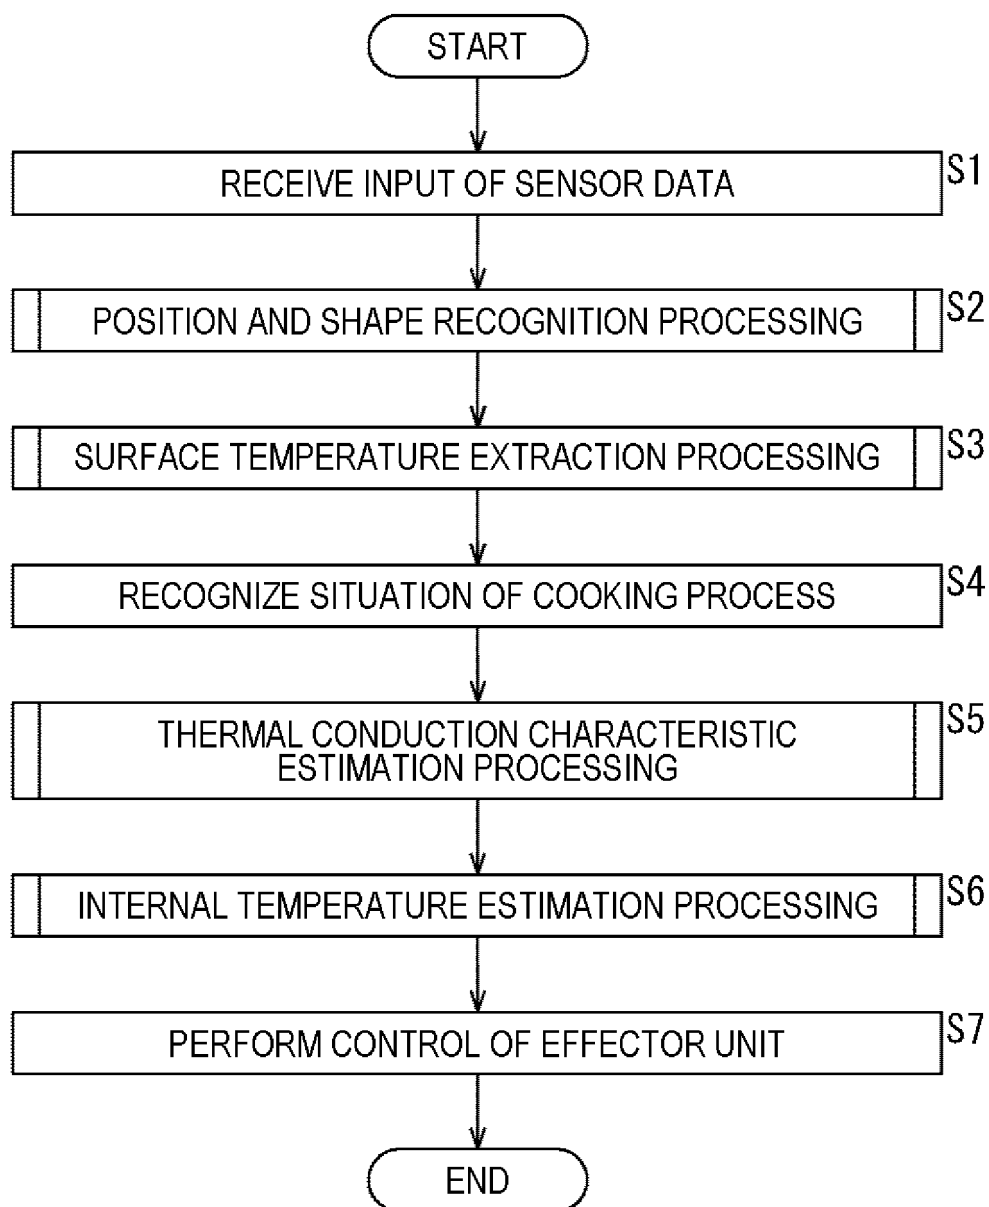 START
RECEIVE INPUT OF SENSOR DATA
S1
POSITION AND SHAPE RECOGNITION PROCESSING
S2
SURFACE TEMPERATURE EXTRACTION PROCESSING
S3
RECOGNIZE SITUATION OF COOKING PROCESS
S4
THERMAL CONDUCTION CHARACTERISTIC
ESTIMATION PROCESSING
S5
INTERNAL TEMPERATURE ESTIMATION PROCESSING
S6
PERFORM CONTROL OF EFFECTOR UNIT
S7
END